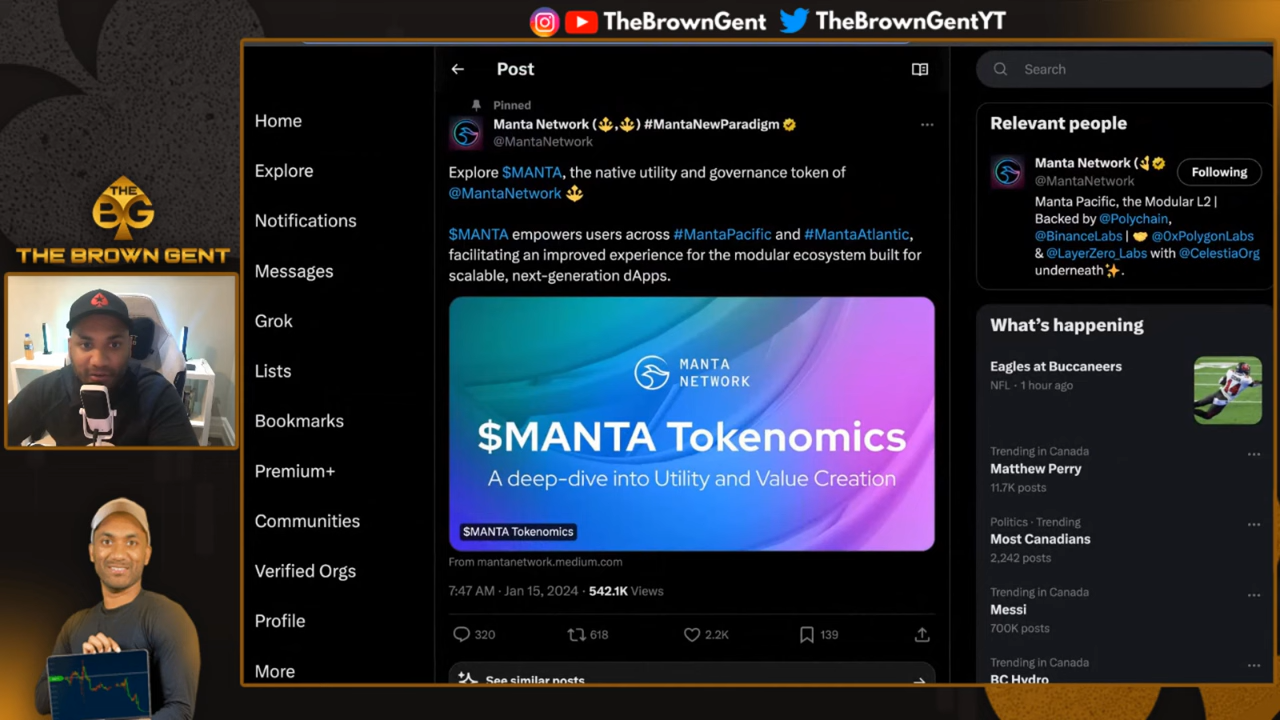 TheBrownGent TheBrownGentYT
THE
BG
THE BROWN GENT
Home
Explore
Notifications
Messages
Grok
Lists
Bookmarks
Premium+
Communities
Verified Orgs
Profile
More
Post
Pinned
Manta Network (🔱,🔱) #MantaNewParadigm
@MantaNetwork
Explore $MANTA, the native utility and governance token of
@MantaNetwork 🔱
$MANTA empowers users across #MantaPacific and #MantaAtlantic,
facilitating an improved experience for the modular ecosystem built for
scalable, next-generation dApps.
MANTA
NETWORK
$MANTA Tokenomics
A deep-dive into Utility and Value Creation
$MANTA Tokenomics
From mantanetwork.medium.com
7:47 AM · Jan 15, 2024 · 542.1K Views
320 618 2.2K 139
See similar posts
Search
Relevant people
Manta Network (
@MantaNetwork
Following
Manta Pacific, the Modular L2 |
Backed by @Polychain,
@BinanceLabs | 🤝 @0xPolygonLabs
& @LayerZero_Labs with @CelestiaOrg
underneath✨.
What's happening
Eagles at Buccaneers
NFL · 1 hour ago
Trending in Canada
Matthew Perry
11.7K posts
Politics · Trending
Most Canadians
2,242 posts
Trending in Canada
Messi
700K posts
Trending in Canada
BC Hydro